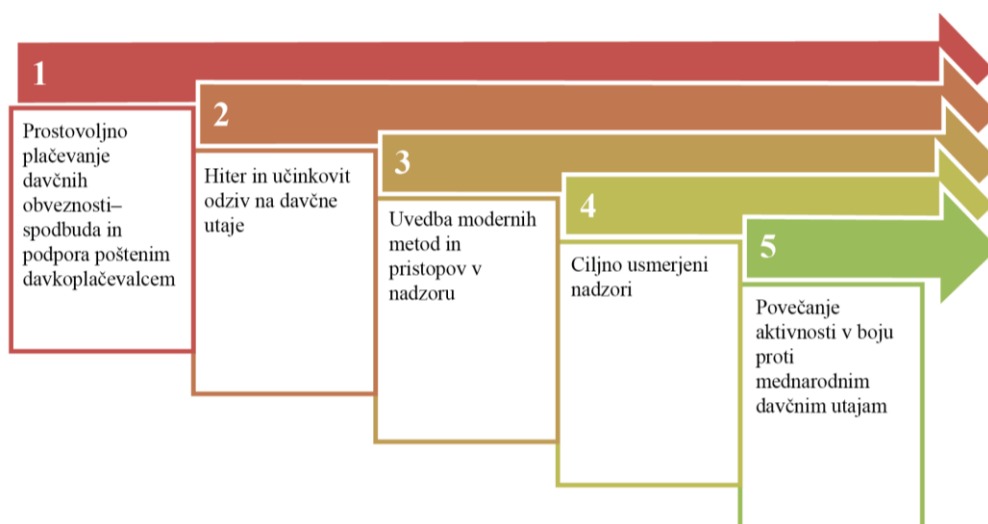 1
Prostovoljno
plačevanje
davčnih
obveznosti–
spodbuda in
podpora poštenim
davkoplačevalcem
2
Hiter in učinkovit
odziv na davčne
utaje
3
Uvedba modernih
metod in
pristopov v
nadzoru
4
Ciljno usmerjeni
nadzori
5
Povečanje
aktivnosti v boju
proti
mednarodnim
davčnim utajam